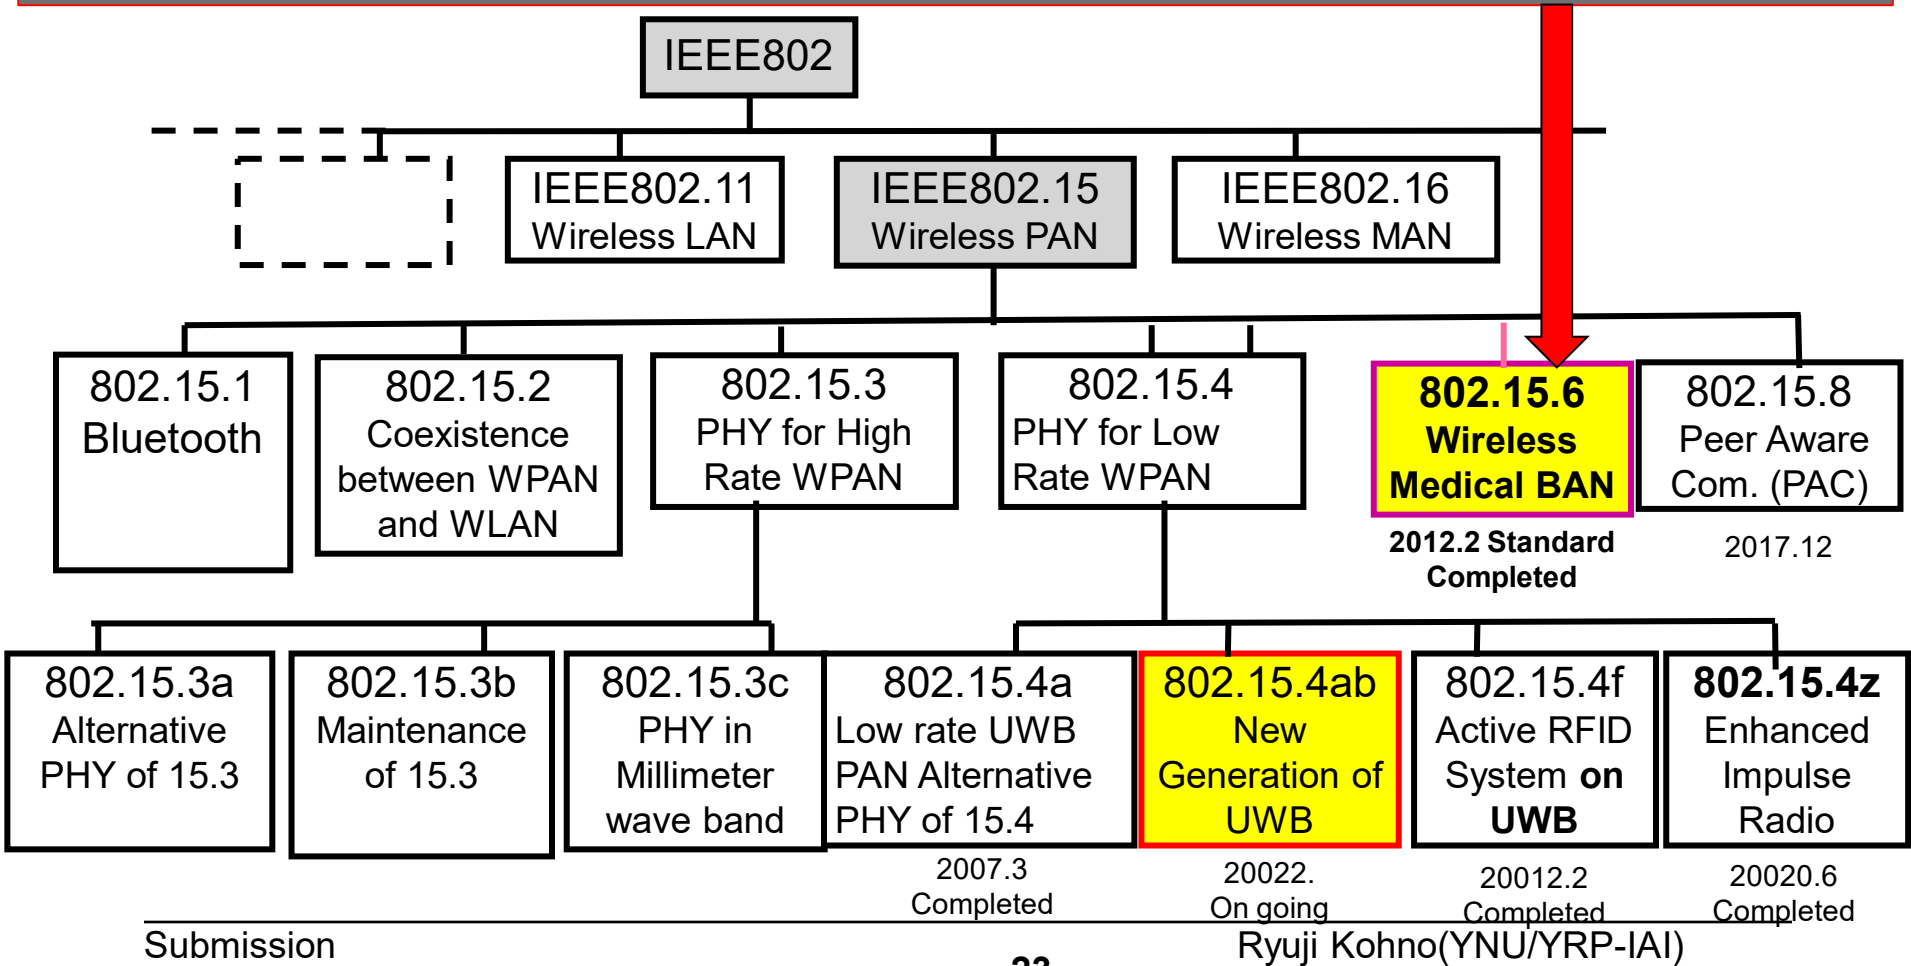 IEEE802
IEEE802.11
Wireless LAN
IEEE802.15
Wireless PAN
IEEE802.16
Wireless MAN
802.15.1
Bluetooth
802.15.2
Coexistence
between WPAN
and WLAN
802.15.3
PHY for High
Rate WPAN
802.15.4
PHY for Low
Rate WPAN
802.15.6
Wireless
Medical BAN
2012.2 Standard
Completed
802.15.8
Peer Aware
Com. (PAC)
2017.12
802.15.3a
Alternative
PHY of 15.3
802.15.3b
Maintenance
of 15.3
802.15.3c
PHY in
Millimeter
wave band
802.15.4a
Low rate UWB
PAN Alternative
PHY of 15.4
2007.3
Completed
802.15.4ab
New
Generation of
UWB
20022.
On going
802.15.4f
Active RFID
System on
UWB
20012.2
Completed
802.15.4z
Enhanced
Impulse
Radio
20020.6
Completed
Submission
23
Ryuji Kohno(YNU/YRP-IAI)